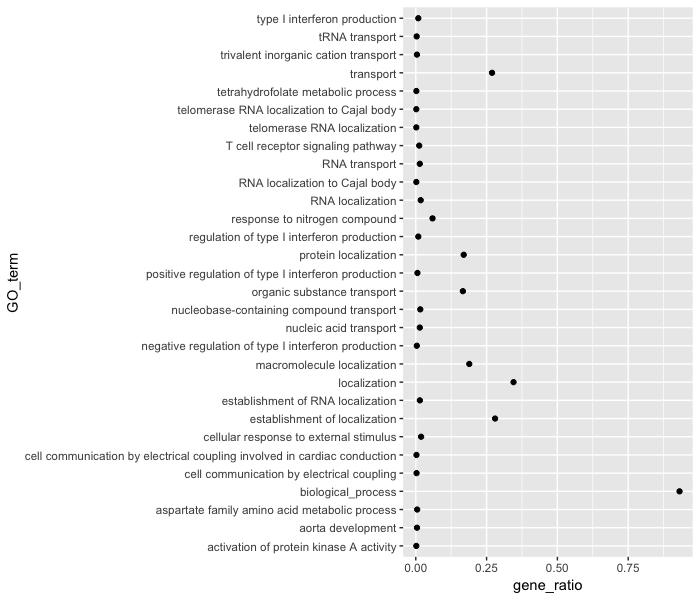 type I interferon production
tRNA transport
trivalent inorganic cation transport
transport
tetrahydrofolate metabolic process
telomerase RNA localization to Cajal body
telomerase RNA localization
T cell receptor signaling pathway
RNA transport
RNA localization to Cajal body
RNA localization
response to nitrogen compound
regulation of type I interferon production
protein localization
positive regulation of type I interferon production
organic substance transport
nucleobase-containing compound transport
nucleic acid transport
negative regulation of type I interferon production
macromolecule localization
localization
establishment of RNA localization
establishment of localization
cellular response to external stimulus
cell communication by electrical coupling involved in cardiac conduction
cell communication by electrical coupling
biological_process
aspartate family amino acid metabolic process
aorta development
activation of protein kinase A activity
GO_term
0.00 0.25 0.50 0.75
gene_ratio